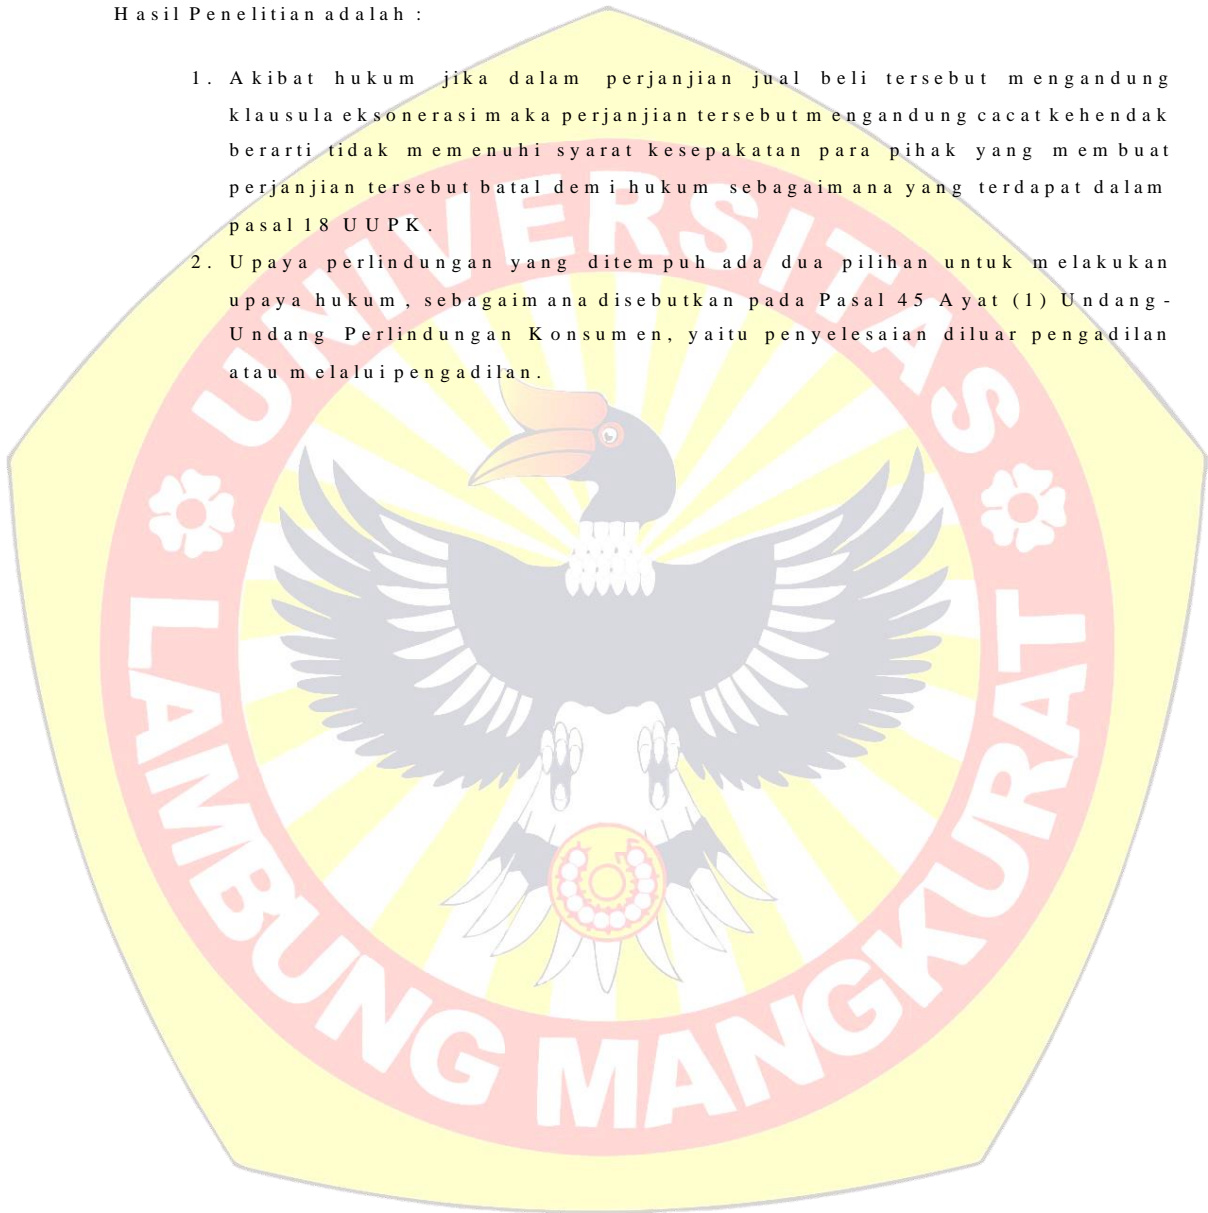 Hasil Penelitian adalah :
1. Akibat hukum jika dalam perjanjian jual beli tersebut mengandung
klausula eksonerasi maka perjanjian tersebut mengandung cacat kehendak
berarti tidak memenuhi syarat kesepakatan para pihak yang membuat
perjanjian tersebut batal demi hukum sebagaimana yang terdapat dalam
pasal 18 UUPK.
2. Upaya perlindungan yang ditempuh ada dua pilihan untuk melakukan
upaya hukum, sebagaimana disebutkan pada Pasal 45 Ayat (1) Undang-
Undang Perlindungan Konsumen, yaitu penyelesaian diluar pengadilan
atau melalui pengadilan.
UNIVERSITAS
LAMBUNG MANGKURAT